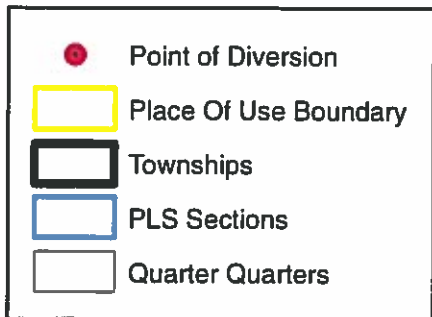 Point of Diversion
Place Of Use Boundary
Townships
PLS Sections
Quarter Quarters